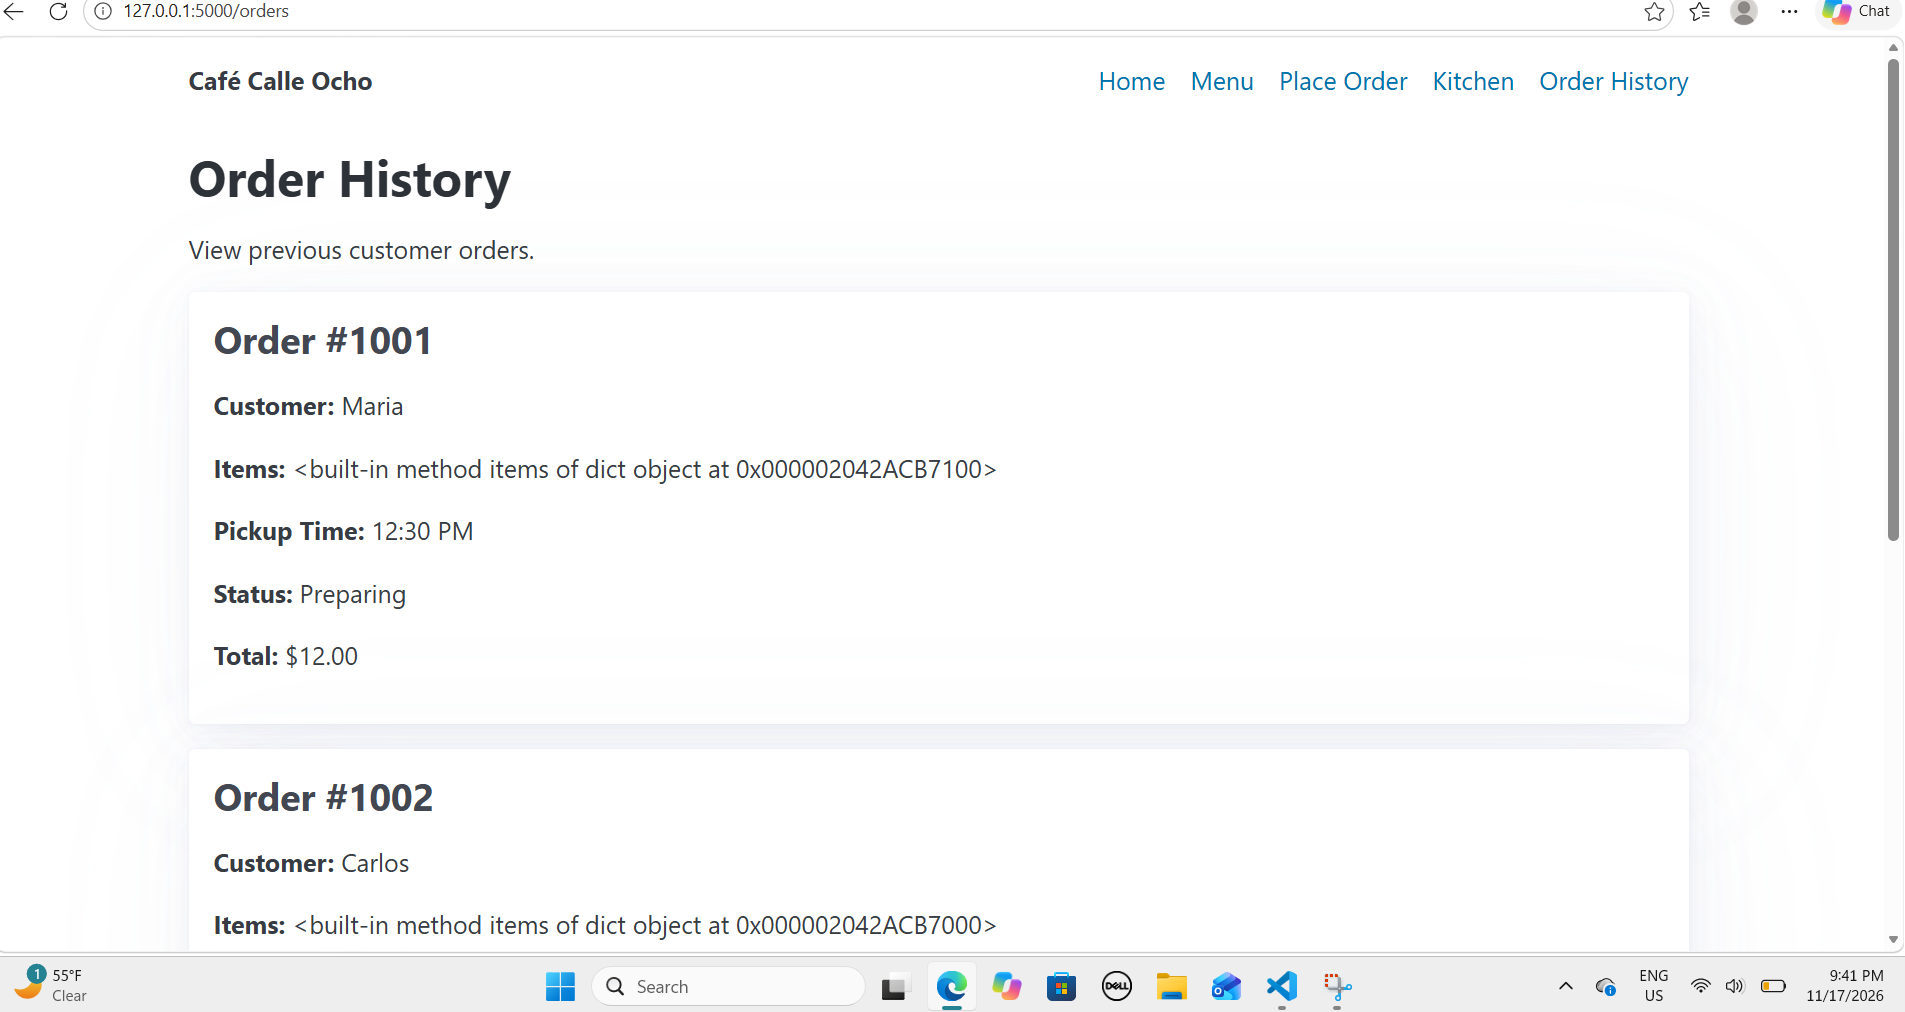 127.0.0.1:5000/orders
Chat
Café Calle Ocho
Home Menu Place Order Kitchen Order History
Order History
View previous customer orders.
Order #1001
Customer: Maria
Items: <built-in method items of dict object at 0x000002042ACB7100>
Pickup Time: 12:30 PM
Status: Preparing
Total: $12.00
Order #1002
Customer: Carlos
Items: <built-in method items of dict object at 0x000002042ACB7000>
1
55°F
Clear
Search
DELL
ENG
US
9:41 PM
11/17/2026